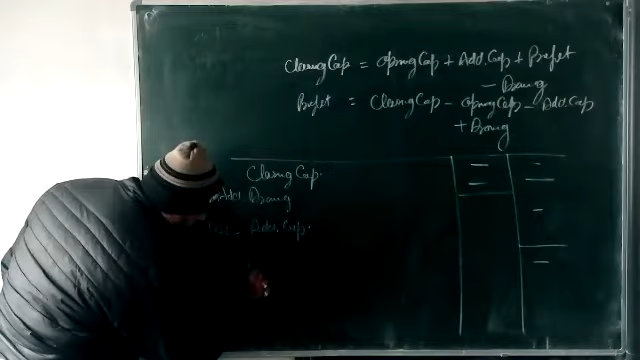 Closing Cap = Opening Cap + Add. Cap + Profit
- Drawing
Profit = Closing Cap - Opening Cap - Add. Cap
+ Drawing
Closing Cap.
Add. Drawing
Less - Add. Cap.